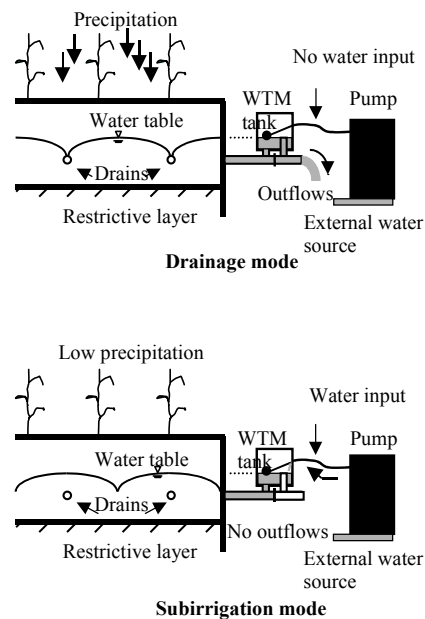 Precipitation
No water input
WTM
tank
Pump
Water table
Drains
Outflows
Restrictive layer
External water
source
Drainage mode
Low precipitation
Water input
WTM
tank
Pump
Water table
Drains
No outflows
Restrictive layer
External water
source
Subirrigation mode